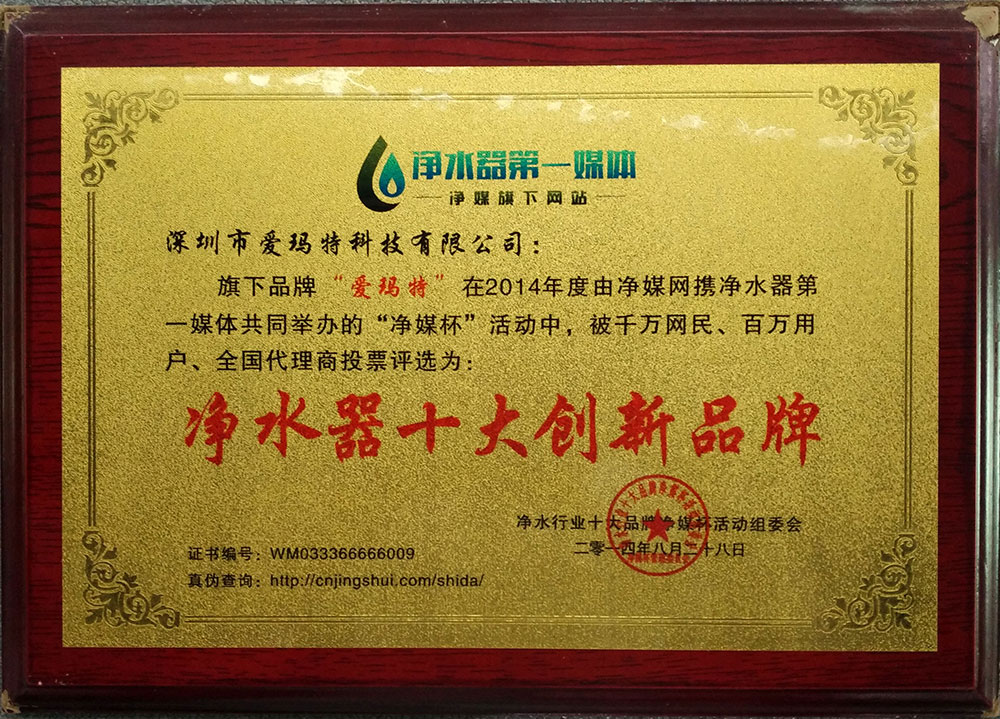 净水器第一媒体
净媒旗下网站
深圳市爱玛特科技有限公司：
旗下品牌“爱玛特”在2014年度由净媒网携净水器第
一媒体共同举办的“净媒杯”活动中，被千万网民、百万用
户、全国代理商投票评选为：
净水器十大创新品牌
净水行业十大品牌净媒杯活动组委会
二零一四年八月二十八日
证书编号：WM033366666009
真伪查询：http://cnjingshui.com/shida/